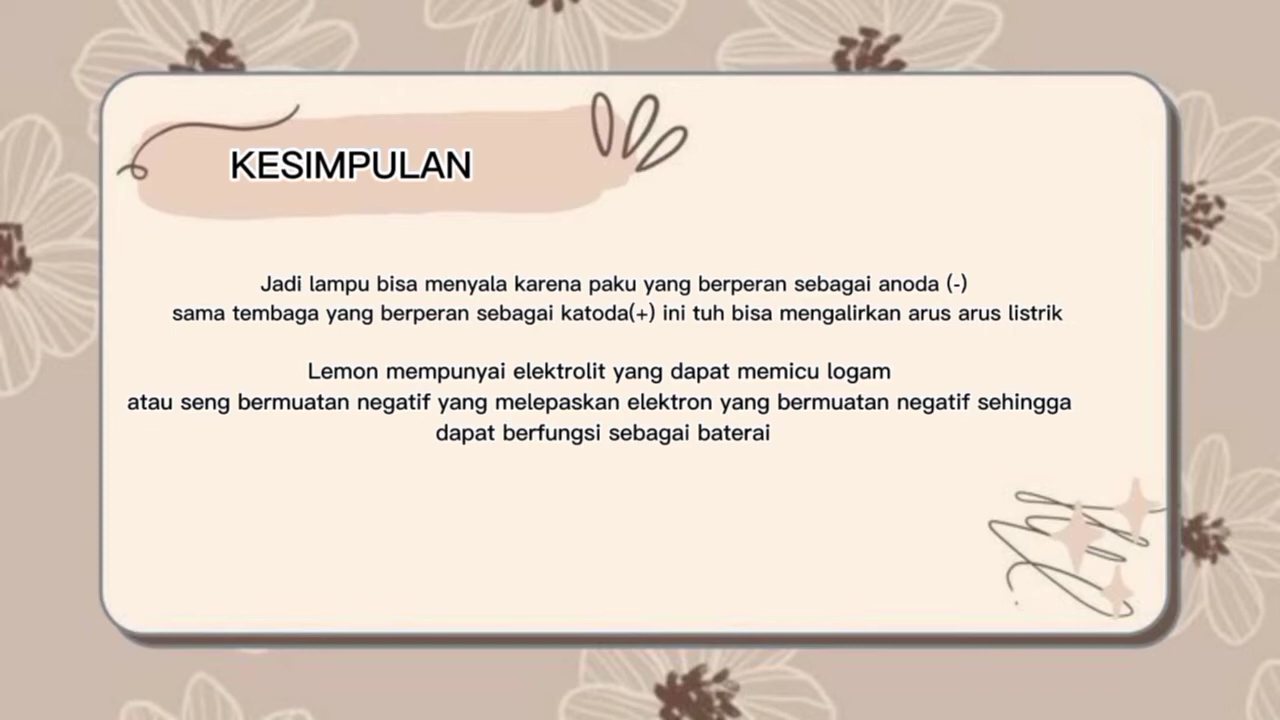 KESIMPULAN
Jadi lampu bisa menyala karena paku yang berperan sebagai anoda (-)
sama tembaga yang berperan sebagai katoda(+) ini tuh bisa mengalirkan arus arus listrik
Lemon mempunyai elektrolit yang dapat memicu logam
atau seng bermuatan negatif yang melepaskan elektron yang bermuatan negatif sehingga
dapat berfungsi sebagai baterai